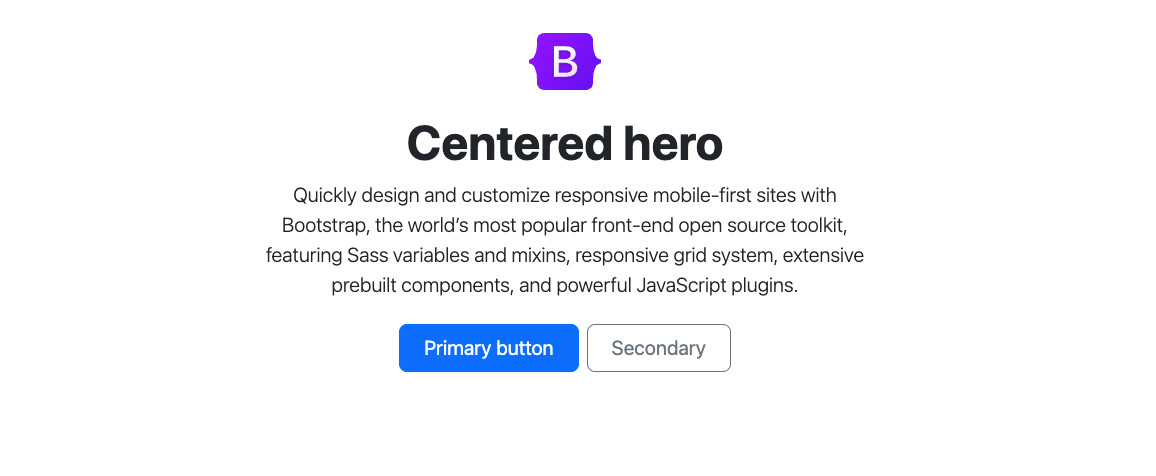 B
Centered hero
Quickly design and customize responsive mobile-first sites with
Bootstrap, the world’s most popular front-end open source toolkit,
featuring Sass variables and mixins, responsive grid system, extensive
prebuilt components, and powerful JavaScript plugins.
Primary button Secondary